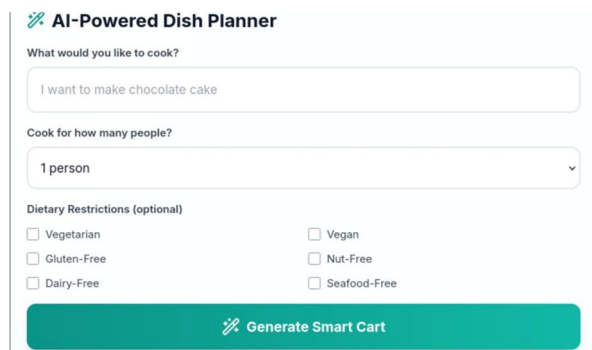 AI-Powered Dish Planner
What would you like to cook?
I want to make chocolate cake
Cook for how many people?
1 person
Dietary Restrictions (optional)
Vegetarian
Vegan
Gluten-Free
Nut-Free
Dairy-Free
Seafood-Free
Generate Smart Cart